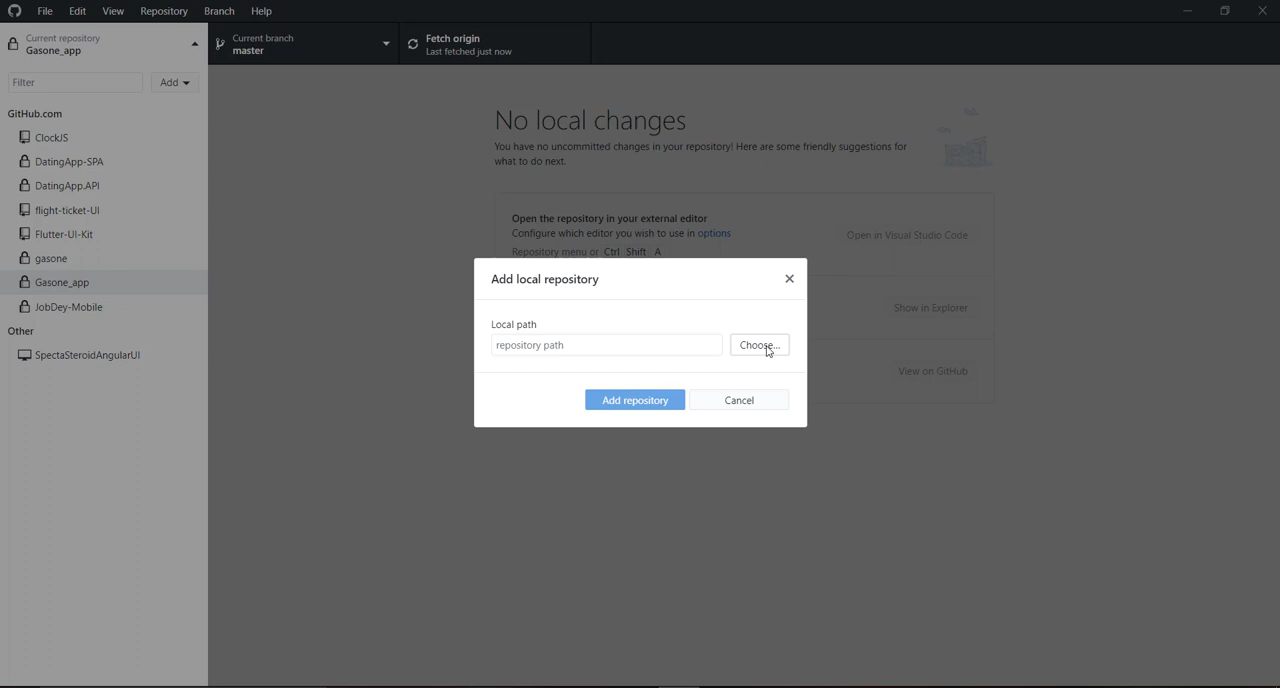 File Edit View Repository Branch Help
Current repository
Gasone_app
Current branch
master
Fetch origin
Last fetched just now
Filter
Add
GitHub.com
ClockJS
DatingApp-SPA
DatingApp.API
flight-ticket-UI
Flutter-UI-Kit
gasone
Gasone_app
JobDey-Mobile
Other
SpectaSteroidAngularUI
No local changes
You have no uncommitted changes in your repository! Here are some friendly suggestions for
what to do next.
Open the repository in your external editor
Configure which editor you wish to use in options
Repository menu or Ctrl Shift A
Open in Visual Studio Code
Show in Explorer
View on GitHub
Add local repository
Local path
repository path
Choose...
Add repository
Cancel